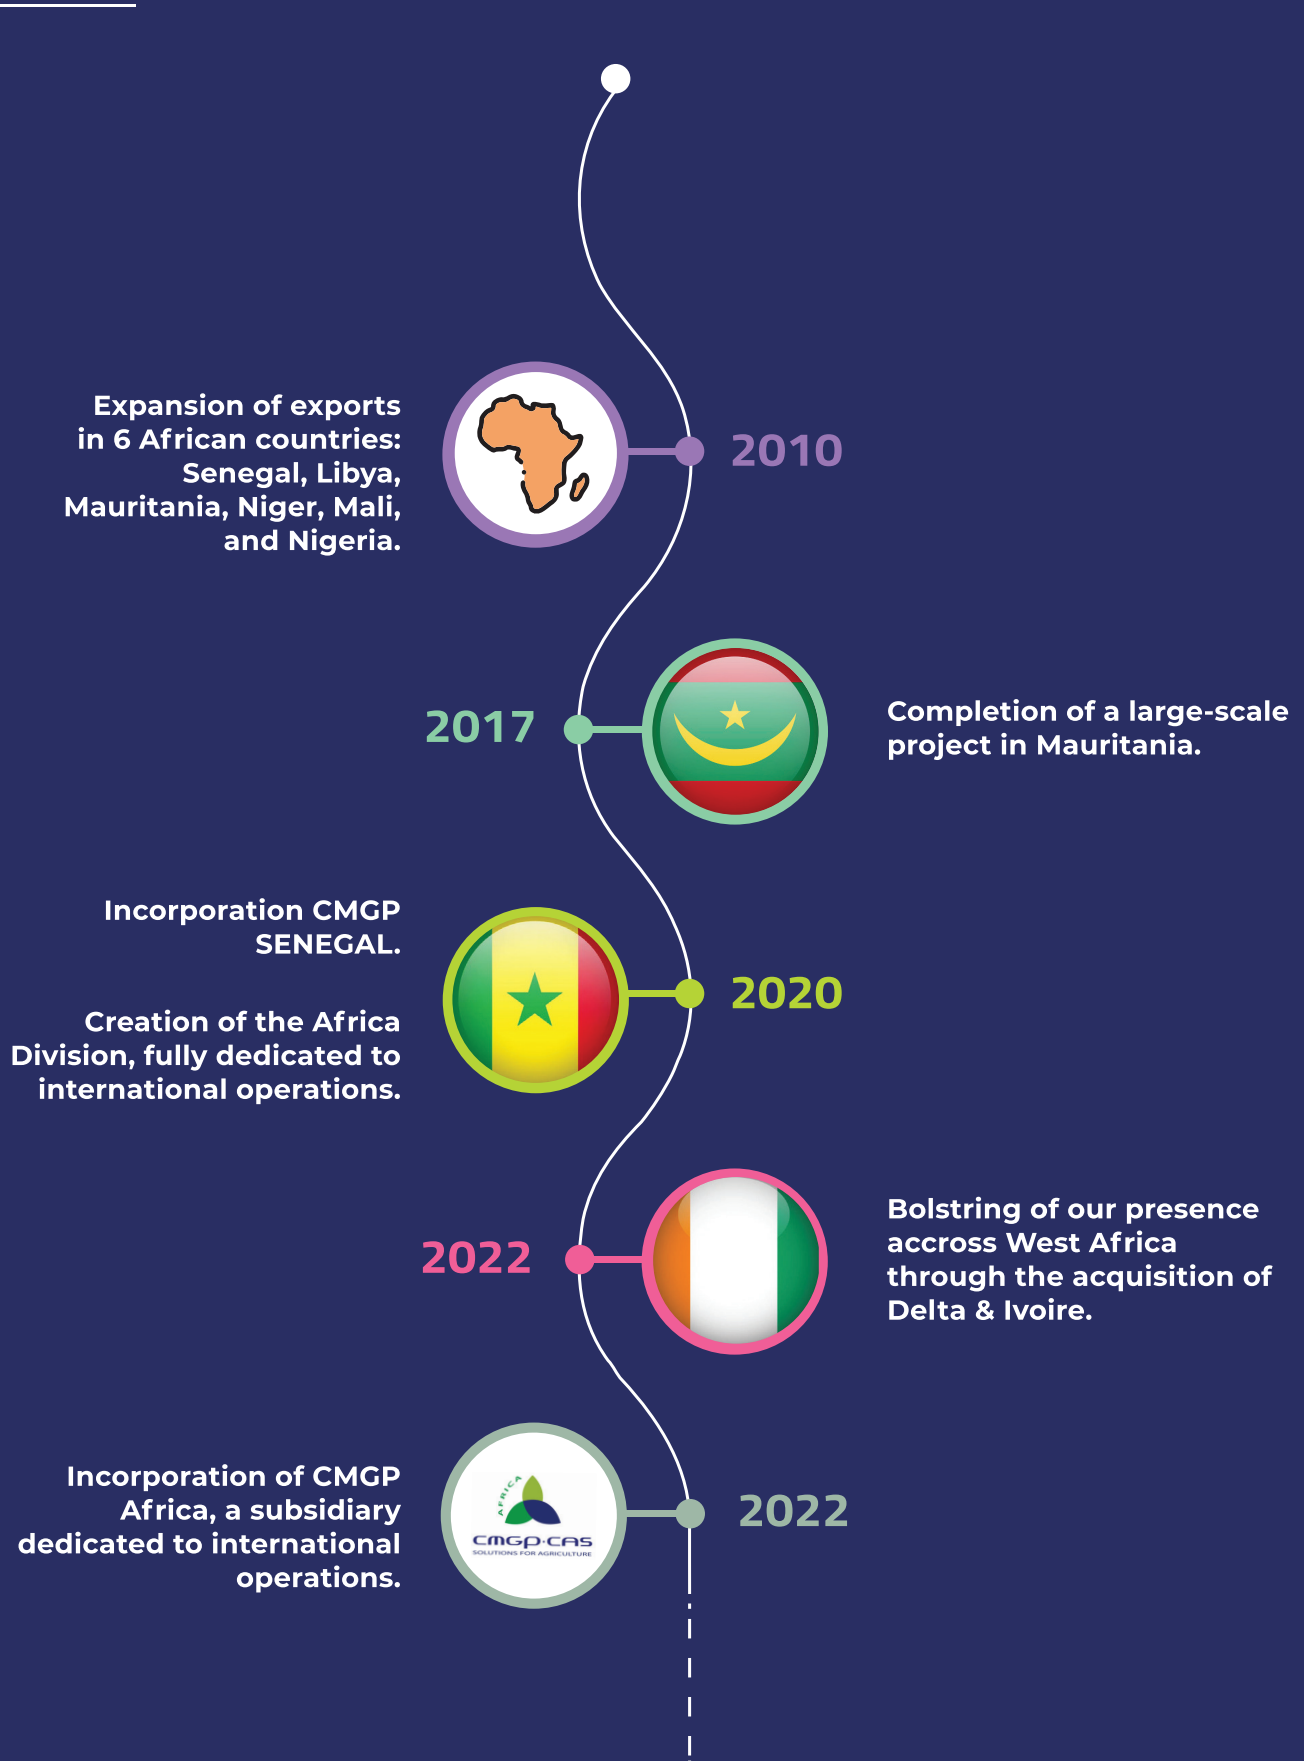 Expansion of exports
in 6 African countries:
Senegal, Libya,
Mauritania, Niger, Mali,
and Nigeria.
2010
2017
Completion of a large-scale
project in Mauritania.
Incorporation CMGP
SENEGAL.
Creation of the Africa
Division, fully dedicated to
international operations.
2020
2022
Bolstring of our presence
accross West Africa
through the acquisition of
Delta & Ivoire.
Incorporation of CMGP
Africa, a subsidiary
dedicated to international
operations.
AFRICA
CMGP·CAS
SOLUTIONS FOR AGRICULTURE
2022